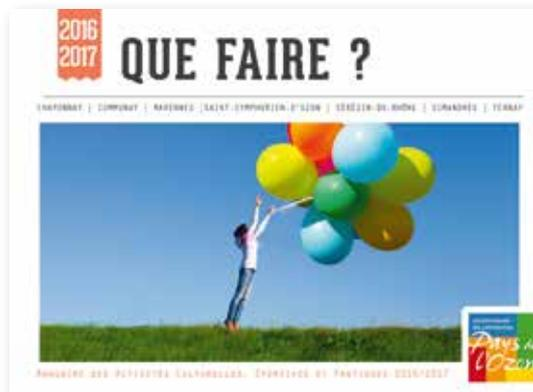 2016
2017
QUE FAIRE ?
CHAPONNAY | COMMUNAY | MARENNES | SAINT-SYMPHORIEN-D'OZON | SÉRÉZIN-DU-RHÔNE | SIMANDRES | TERNAY
Pays de
l'Ozon
Annuaire des Activités Culturelles, Sportives et Pratiques 2016/2017